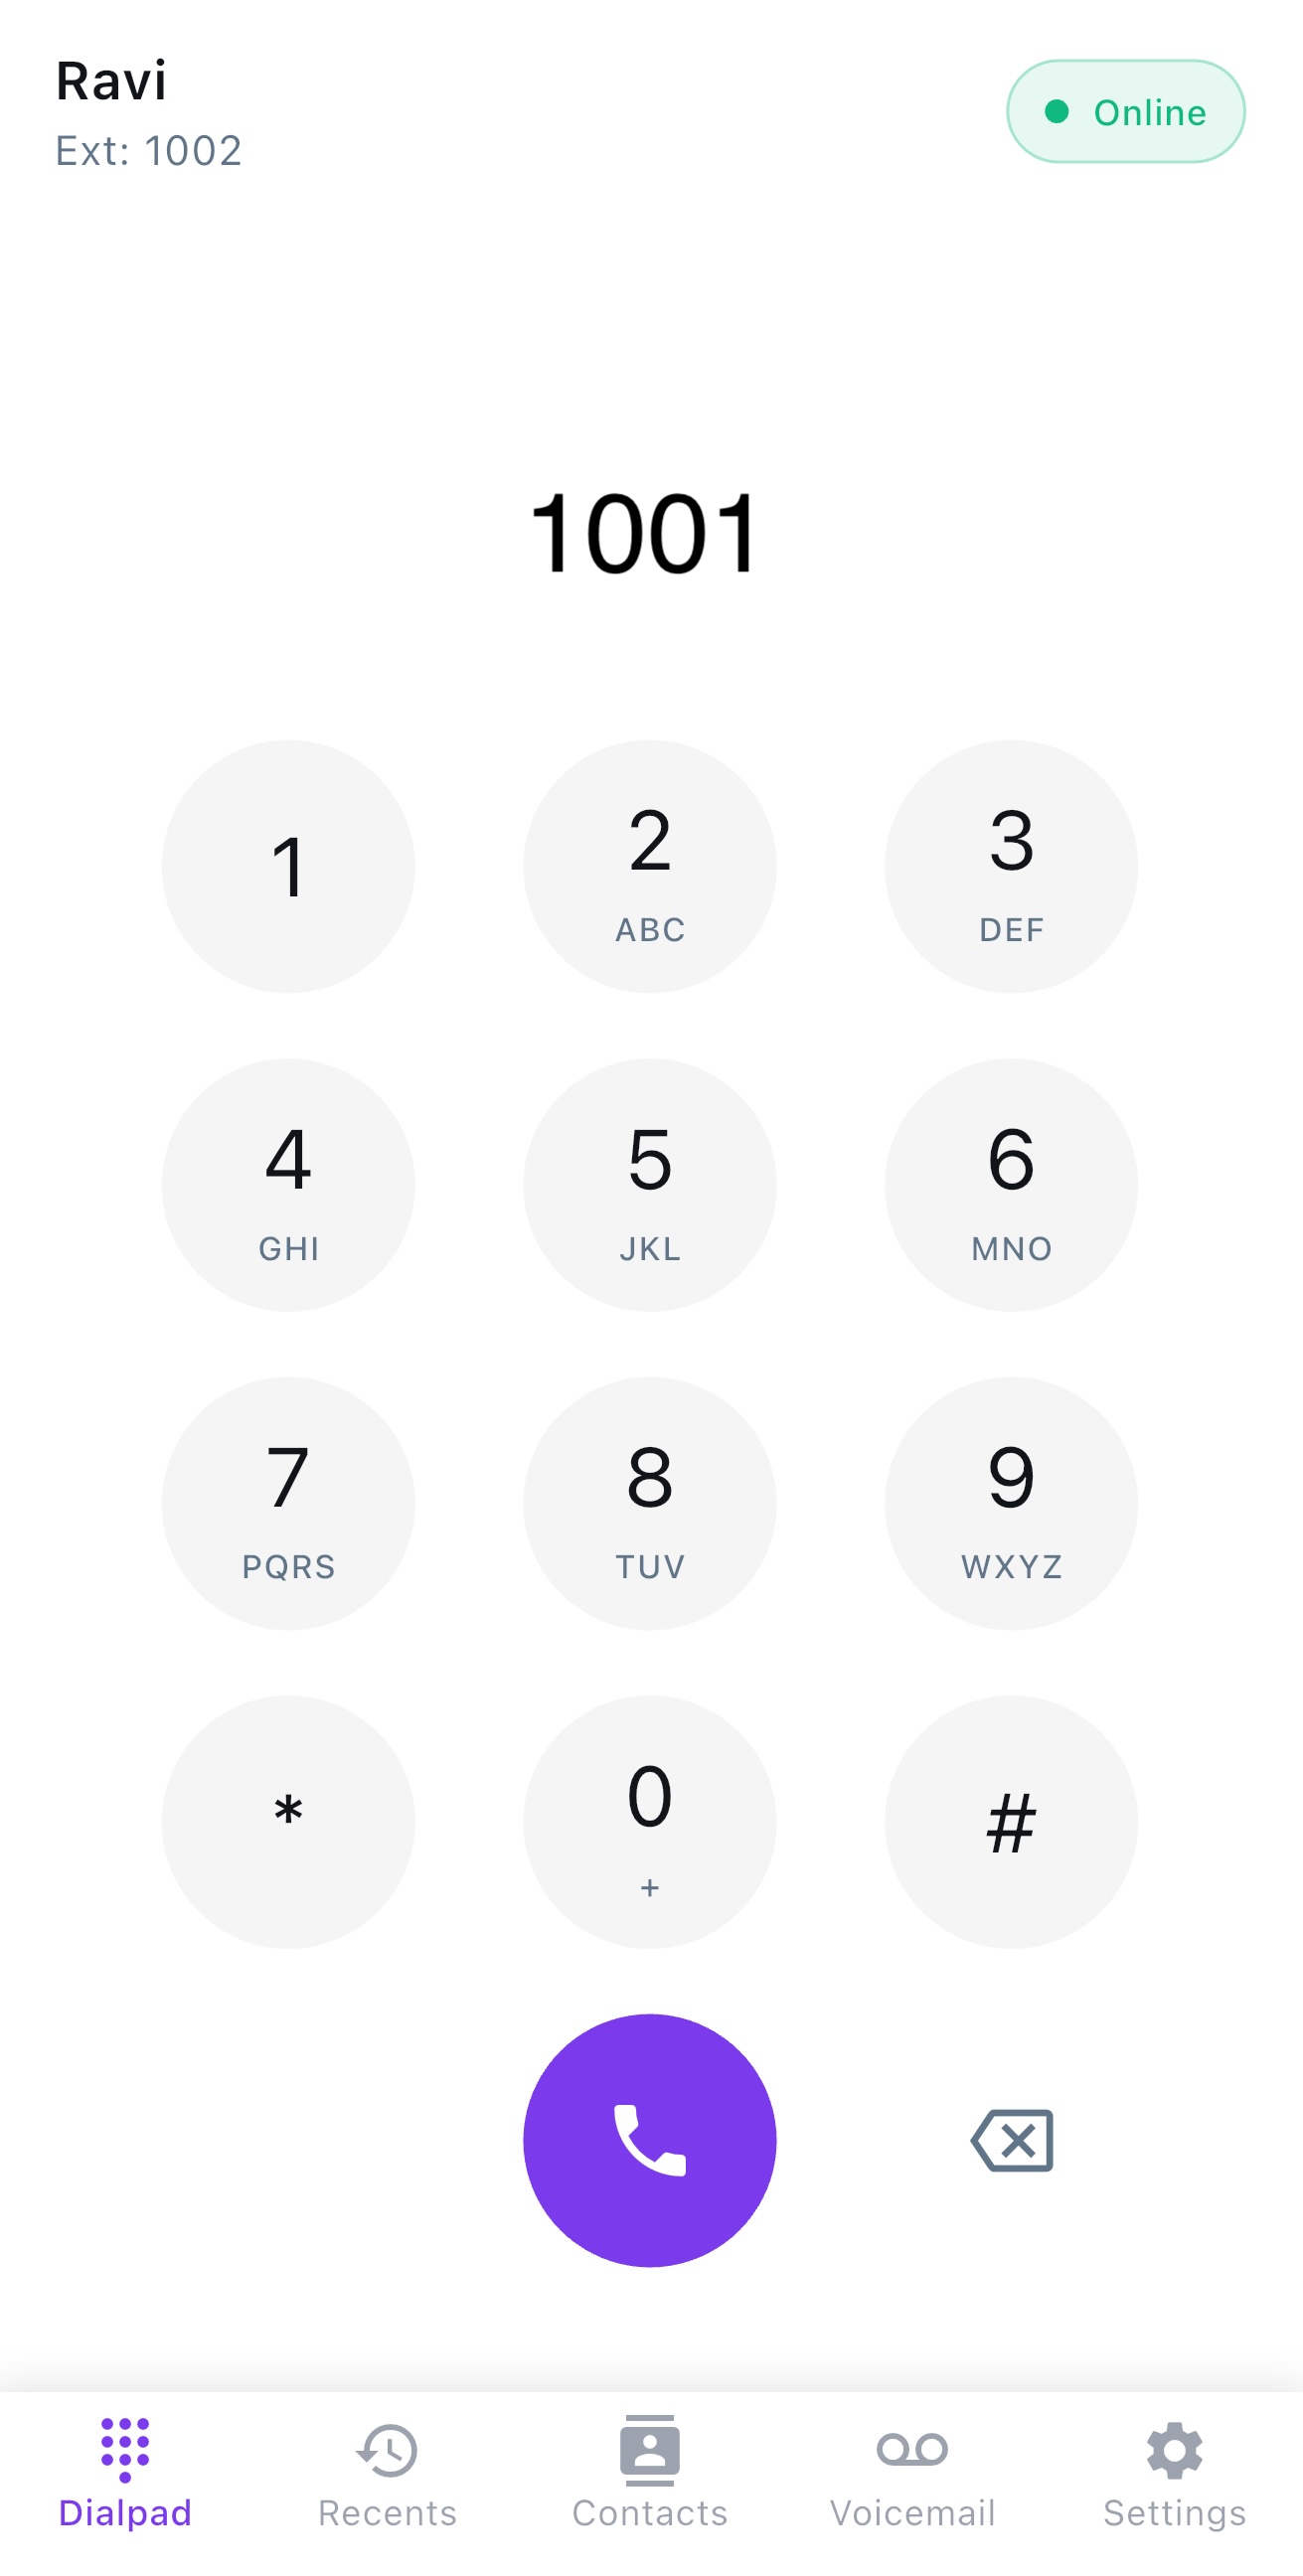 Ravi
Ext: 1002
Online
1001
1
2
ABC
3
DEF
4
GHI
5
JKL
6
MNO
7
PQRS
8
TUV
9
WXYZ
*
0
+
#
Dialpad
Recents
Contacts
Voicemail
Settings